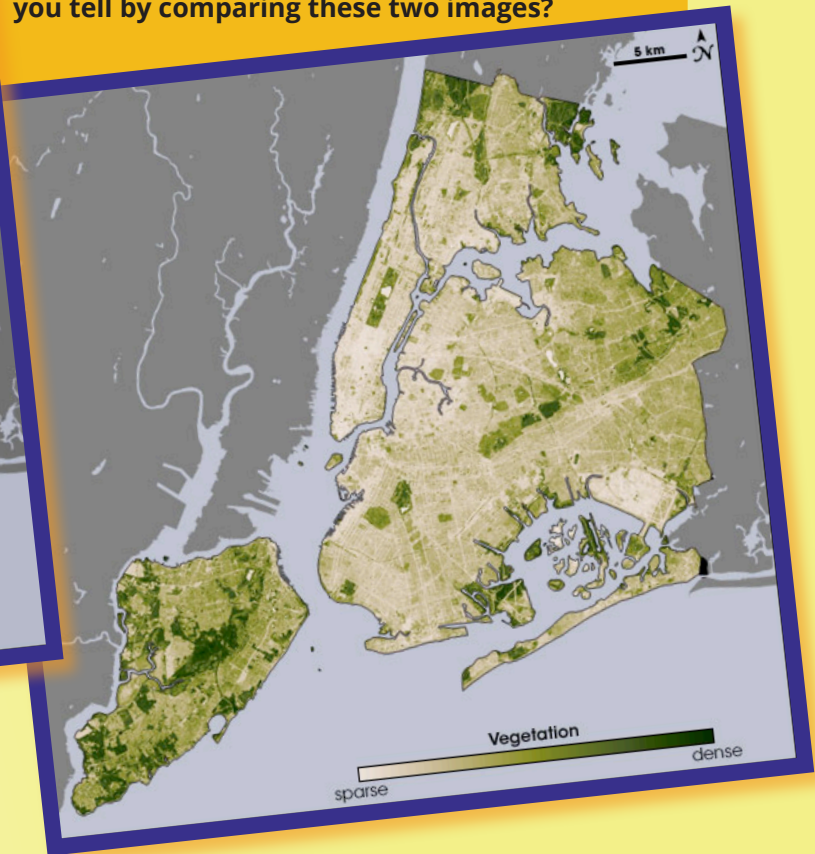 you tell by comparing these two images?
5 km
N
Vegetation
sparse
dense